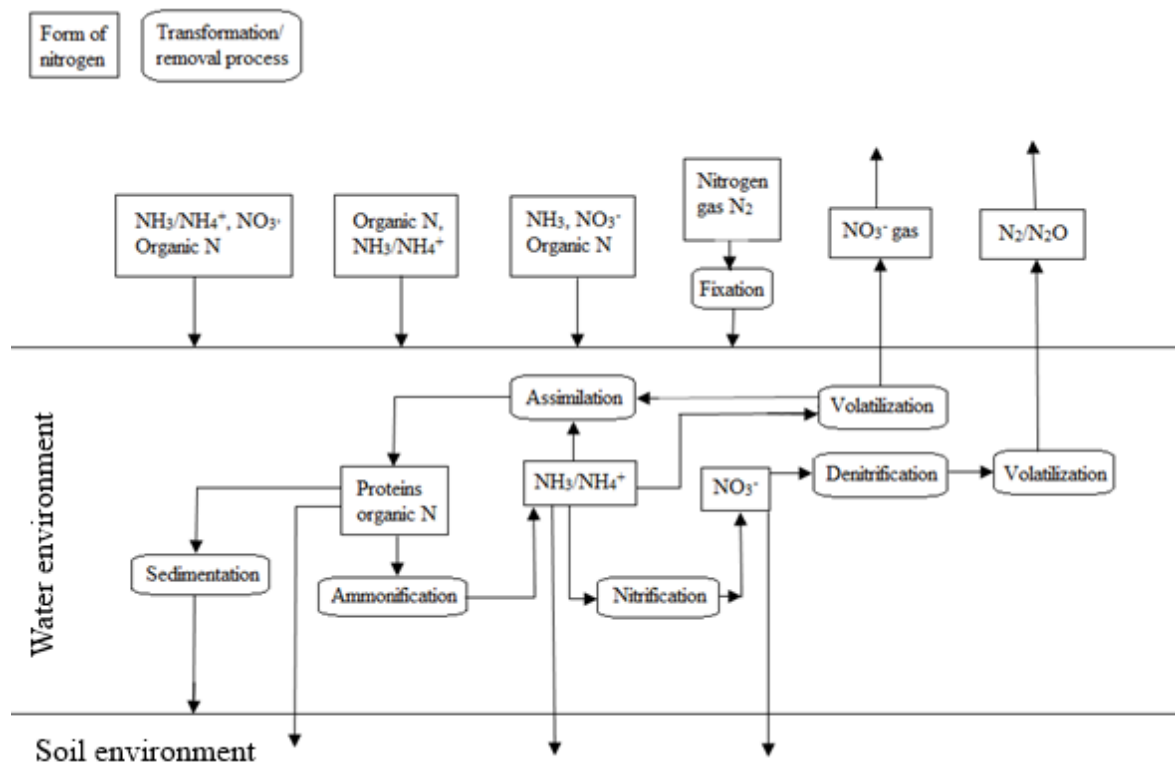 Form of
nitrogen
Transformation/
removal process
NH₃/NH₄⁺, NO₃,
Organic N
Organic N,
NH₃/NH₄⁺
NH₃, NO₃⁻
Organic N
Nitrogen
gas N₂
Fixation
NO₃⁻ gas
N₂/N₂O
Water environment
Assimilation
Volatilization
Proteins
organic N
NH₃/NH₄⁺
NO₃⁻
Denitrification
Volatilization
Sedimentation
Ammonification
Nitrification
Soil environment